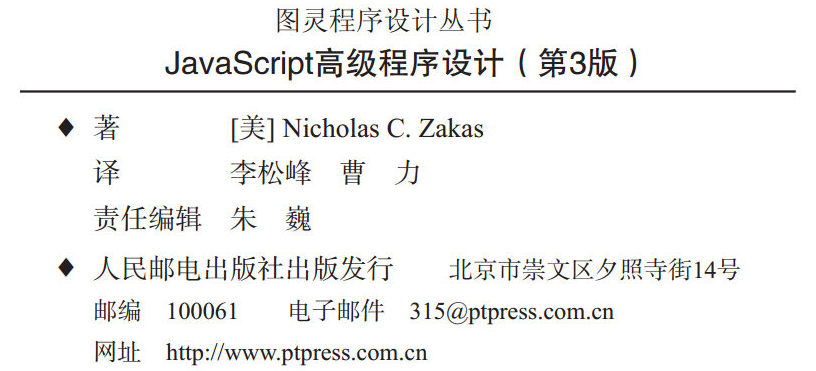 图灵程序设计丛书
JavaScript高级程序设计（第3版）
◆ 著 [美] Nicholas C. Zakas
译 李松峰 曹 力
责任编辑 朱 巍
◆ 人民邮电出版社出版发行 北京市崇文区夕照寺街14号
邮编 100061 电子邮件 315@ptpress.com.cn
网址 http://www.ptpress.com.cn